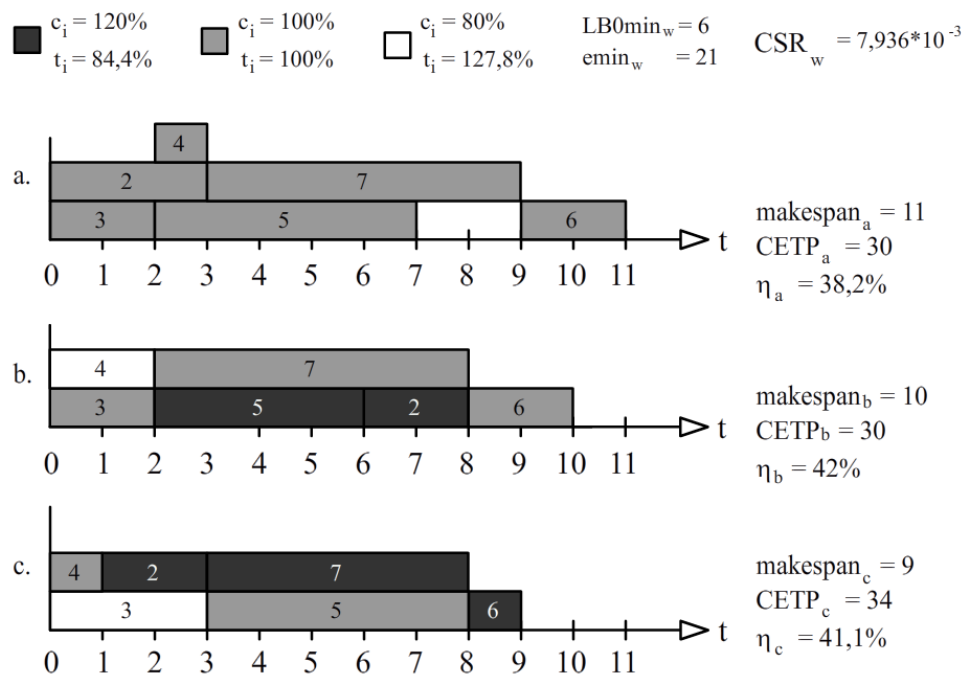 c_i = 120% c_i = 100% c_i = 80% LB0min_w = 6 CSR_w = 7,936*10^-3
t_i = 84,4% t_i = 100% t_i = 127,8% emin_w = 21
4
a. 2 7
3 5 6 t
0 1 2 3 4 5 6 7 8 9 10 11
makespan_a = 11
CETP_a = 30
η_a = 38,2%
4 7
b.
3 5 2 6 t
0 1 2 3 4 5 6 7 8 9 10 11
makespan_b = 10
CETP_b = 30
η_b = 42%
c. 4 2 7
3 5 6 t
0 1 2 3 4 5 6 7 8 9 10 11
makespan_c = 9
CETP_c = 34
η_c = 41,1%